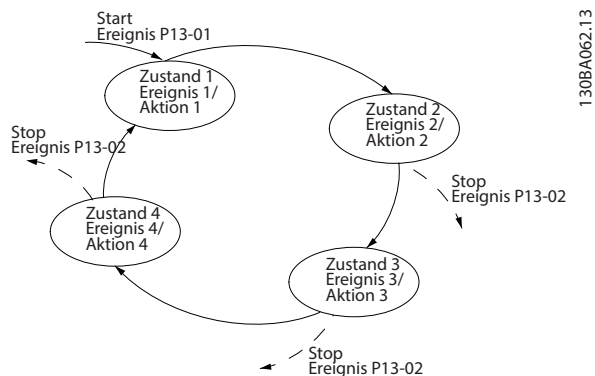 Start
Ereignis P13-01
130BA062.13
Zustand 1
Ereignis 1/
Aktion 1
Zustand 2
Ereignis 2/
Aktion 2
Stop
Ereignis P13-02
Stop
Ereignis P13-02
Zustand 4
Ereignis 4/
Aktion 4
Zustand 3
Ereignis 3/
Aktion 3
Stop
Ereignis P13-02